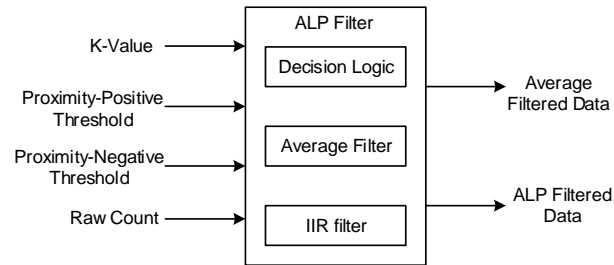 ALP Filter
K-Value
Decision Logic
Proximity-Positive
Threshold
Average
Filtered Data
Average Filter
Proximity-Negative
Threshold
Raw Count
IIR filter
ALP Filtered
Data